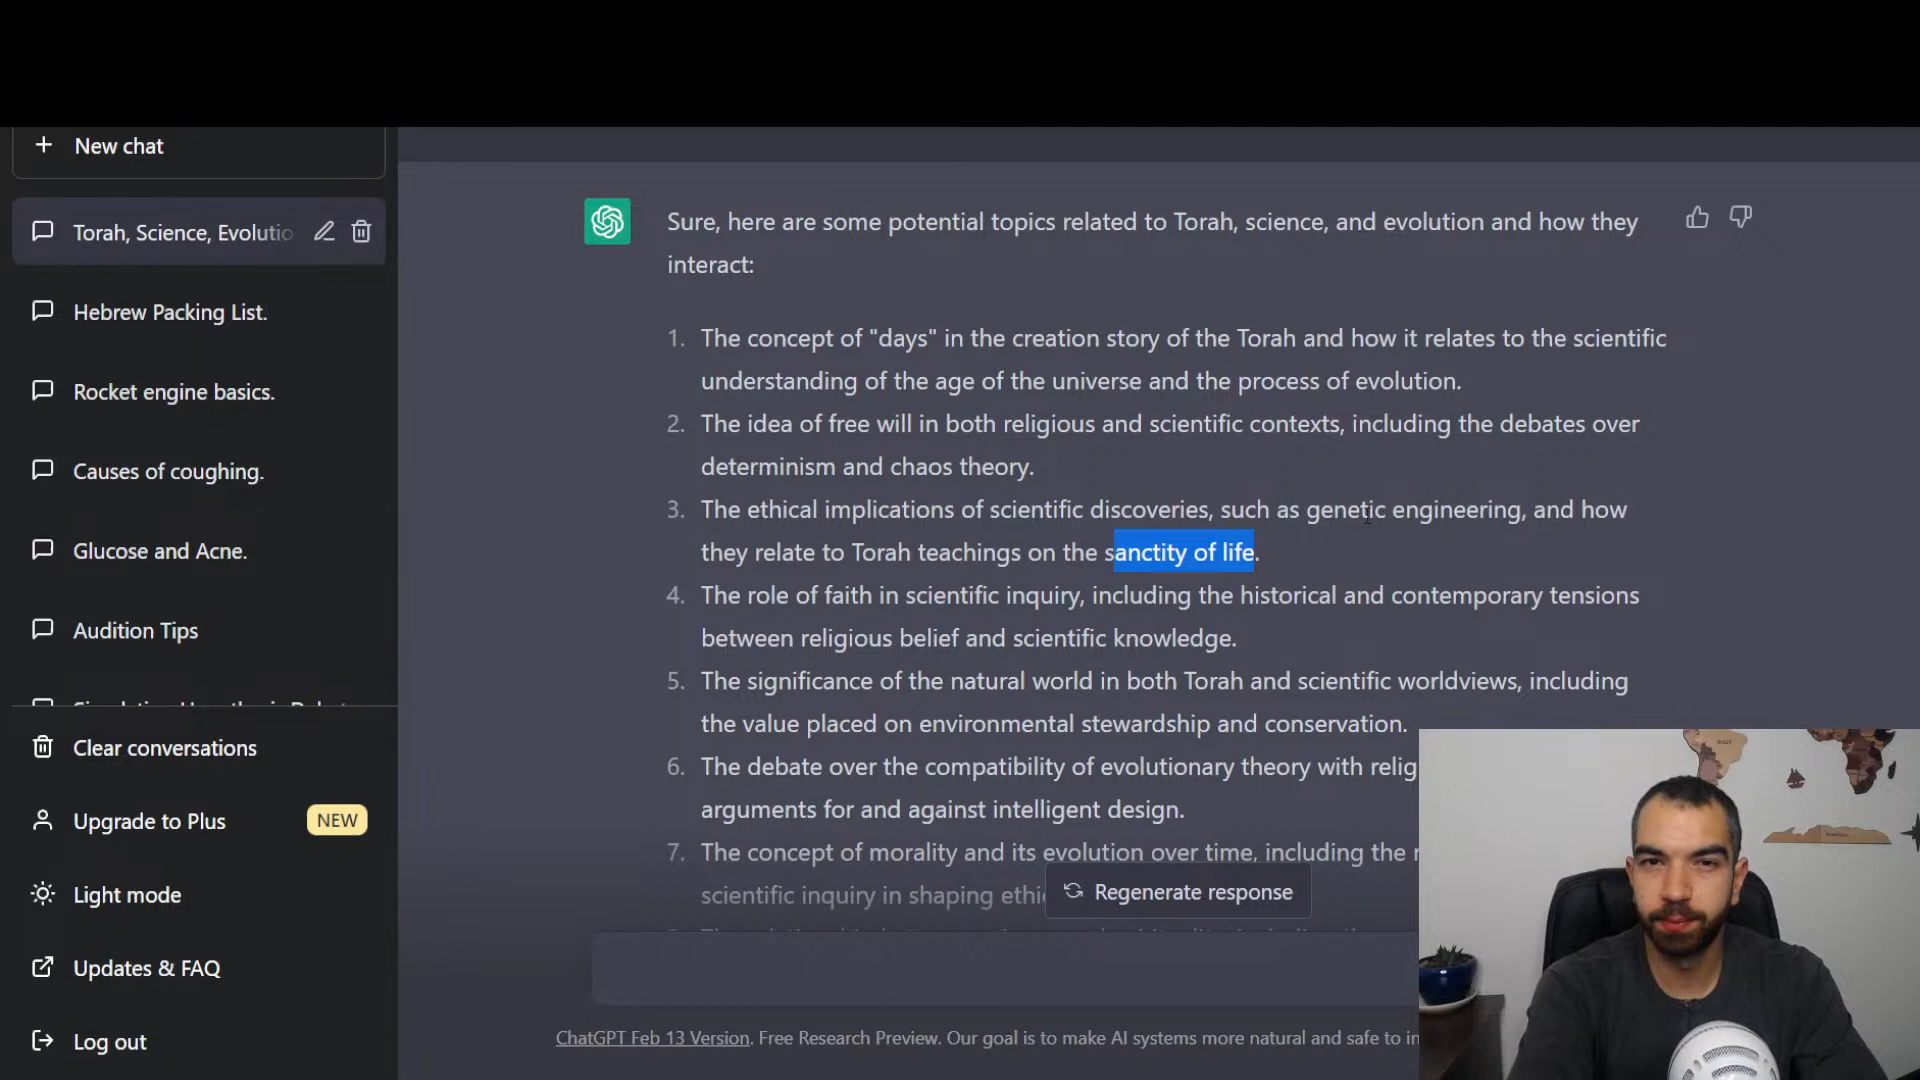 New chat
Torah, Science, Evolutio
Hebrew Packing List.
Rocket engine basics.
Causes of coughing.
Glucose and Acne.
Audition Tips
Clear conversations
Upgrade to Plus NEW
Light mode
Updates & FAQ
Log out
Sure, here are some potential topics related to Torah, science, and evolution and how they
interact:
1. The concept of "days" in the creation story of the Torah and how it relates to the scientific
understanding of the age of the universe and the process of evolution.
2. The idea of free will in both religious and scientific contexts, including the debates over
determinism and chaos theory.
3. The ethical implications of scientific discoveries, such as genetic engineering, and how
they relate to Torah teachings on the sanctity of life.
4. The role of faith in scientific inquiry, including the historical and contemporary tensions
between religious belief and scientific knowledge.
5. The significance of the natural world in both Torah and scientific worldviews, including
the value placed on environmental stewardship and conservation.
6. The debate over the compatibility of evolutionary theory with relig
arguments for and against intelligent design.
7. The concept of morality and its evolution over time, including the r
scientific inquiry in shaping ethi
Regenerate response
ChatGPT Feb 13 Version. Free Research Preview. Our goal is to make AI systems more natural and safe to in